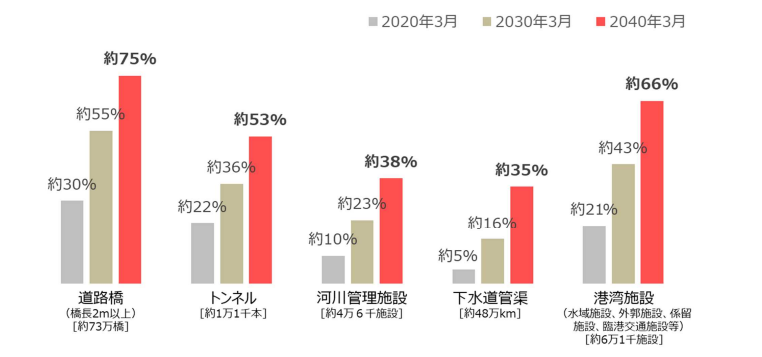 2020年3月 2030年3月 2040年3月
約75%
約55%
約30%
約53%
約36%
約22%
約38%
約23%
約10%
約35%
約16%
約5%
約66%
約43%
約21%
道路橋
（橋長2m以上）
[約73万橋]
トンネル
[約1万1千本]
河川管理施設
[約4万６千施設]
下水道管渠
[約48万km]
港湾施設
（水域施設、外郭施設、係留
施設、臨港交通施設等）
[約6万1千施設]